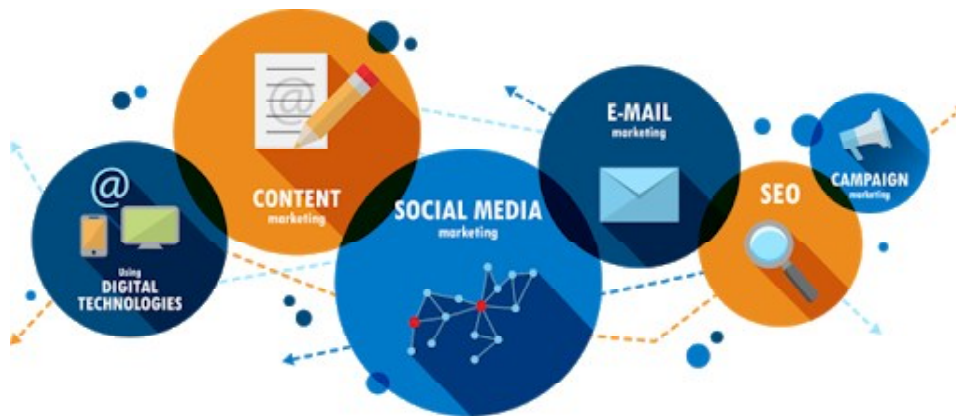 @
Using
DIGITAL
TECHNOLOGIES
@
CONTENT
marketing
SOCIAL MEDIA
marketing
E-MAIL
marketing
SEO
CAMPAIGN
marketing